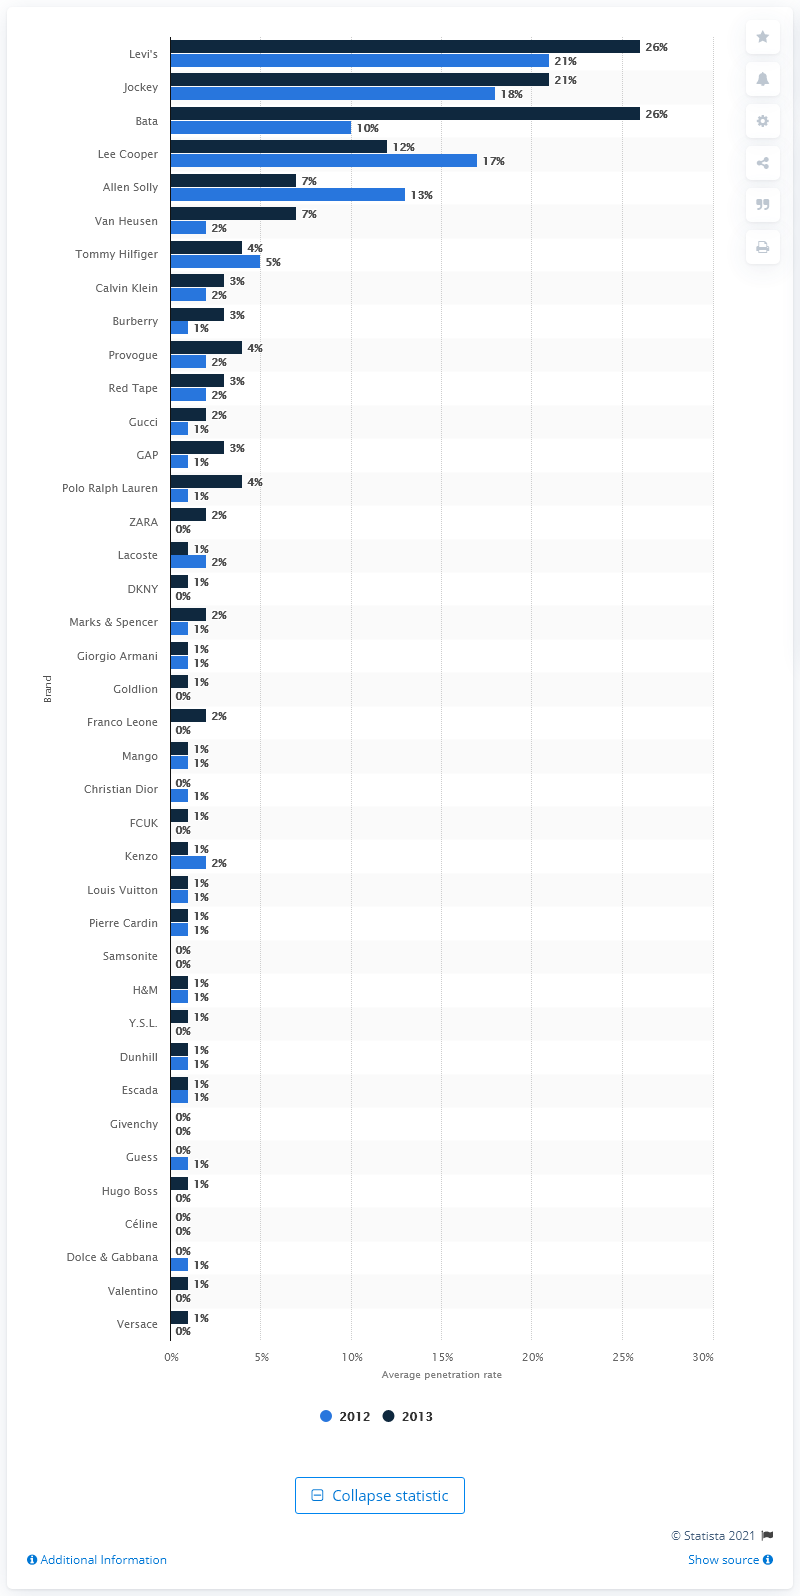 Levi's
26%
21%
Jockey
21%
18%
Bata
26%
10%
Lee Cooper
12%
17%
Allen Solly
7%
13%
Van Heusen
7%
2%
Tommy Hilfiger
4%
5%
Calvin Klein
3%
2%
Burberry
3%
1%
Provogue
4%
2%
Red Tape
3%
2%
Gucci
2%
1%
GAP
3%
1%
Polo Ralph Lauren
4%
1%
ZARA
2%
0%
Lacoste
1%
2%
DKNY
1%
0%
Marks & Spencer
2%
1%
Giorgio Armani
1%
1%
Goldlion
1%
0%
Franco Leone
2%
0%
Mango
1%
1%
Christian Dior
0%
1%
FCUK
1%
0%
Kenzo
1%
2%
Louis Vuitton
1%
1%
Pierre Cardin
1%
1%
Samsonite
0%
0%
H&M
1%
1%
Y.S.L.
1%
0%
Dunhill
1%
1%
Escada
1%
1%
Givenchy
0%
0%
Guess
0%
1%
Hugo Boss
1%
0%
Céline
0%
0%
Dolce & Gabbana
0%
1%
Valentino
1%
0%
Versace
1%
0%
Brand
0% 5% 10% 15% 20% 25% 30%
Average penetration rate
2012 2013
Collapse statistic
© Statista 2021
Additional Information Show source